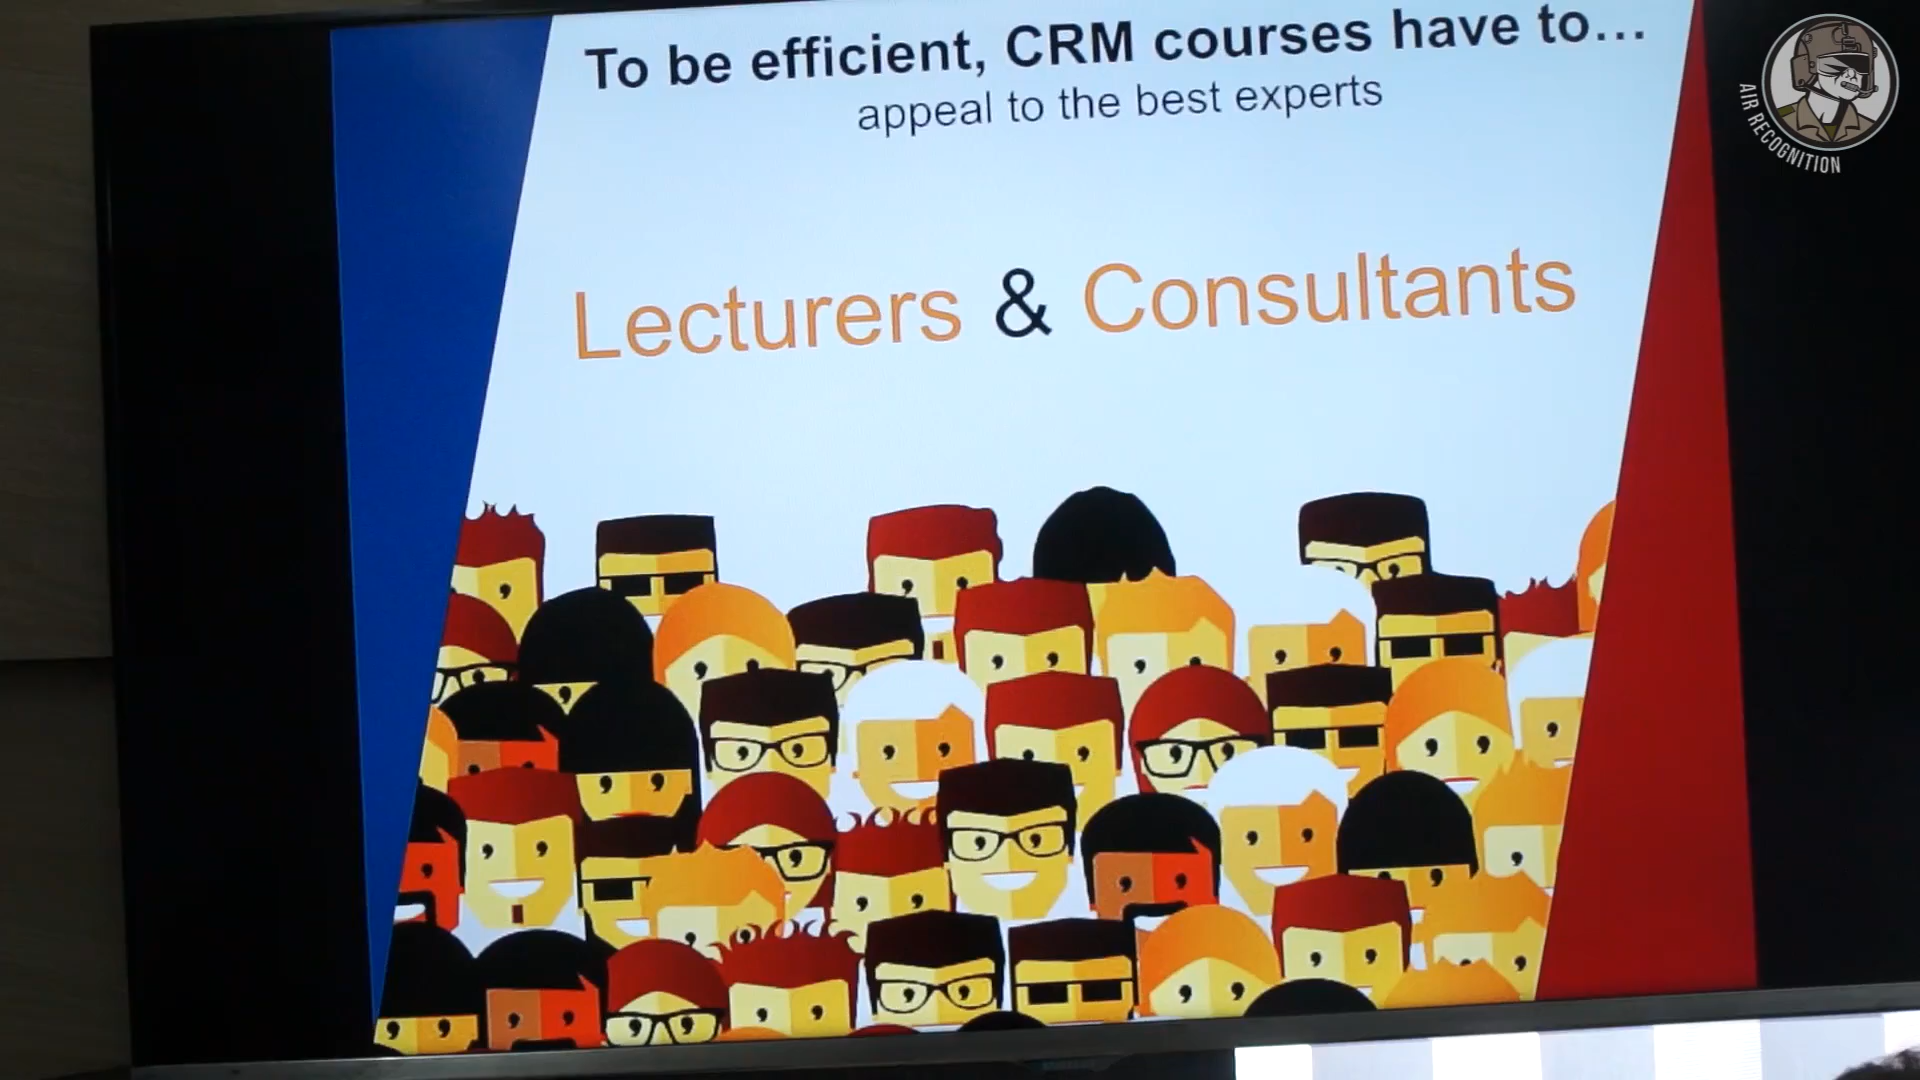 To be efficient, CRM courses have to...
appeal to the best experts
Lecturers & Consultants
AIR RECOGNITION